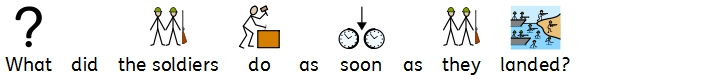 What did the soldiers do as soon as they landed?